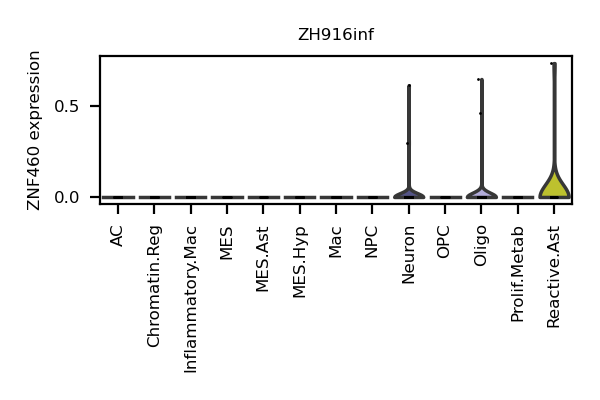 ZH916inf
ZNF460 expression
0.5
0.0
AC
Chromatin.Reg
Inflammatory.Mac
MES
MES.Ast
MES.Hyp
Mac
NPC
Neuron
OPC
Oligo
Prolif.Metab
Reactive.Ast